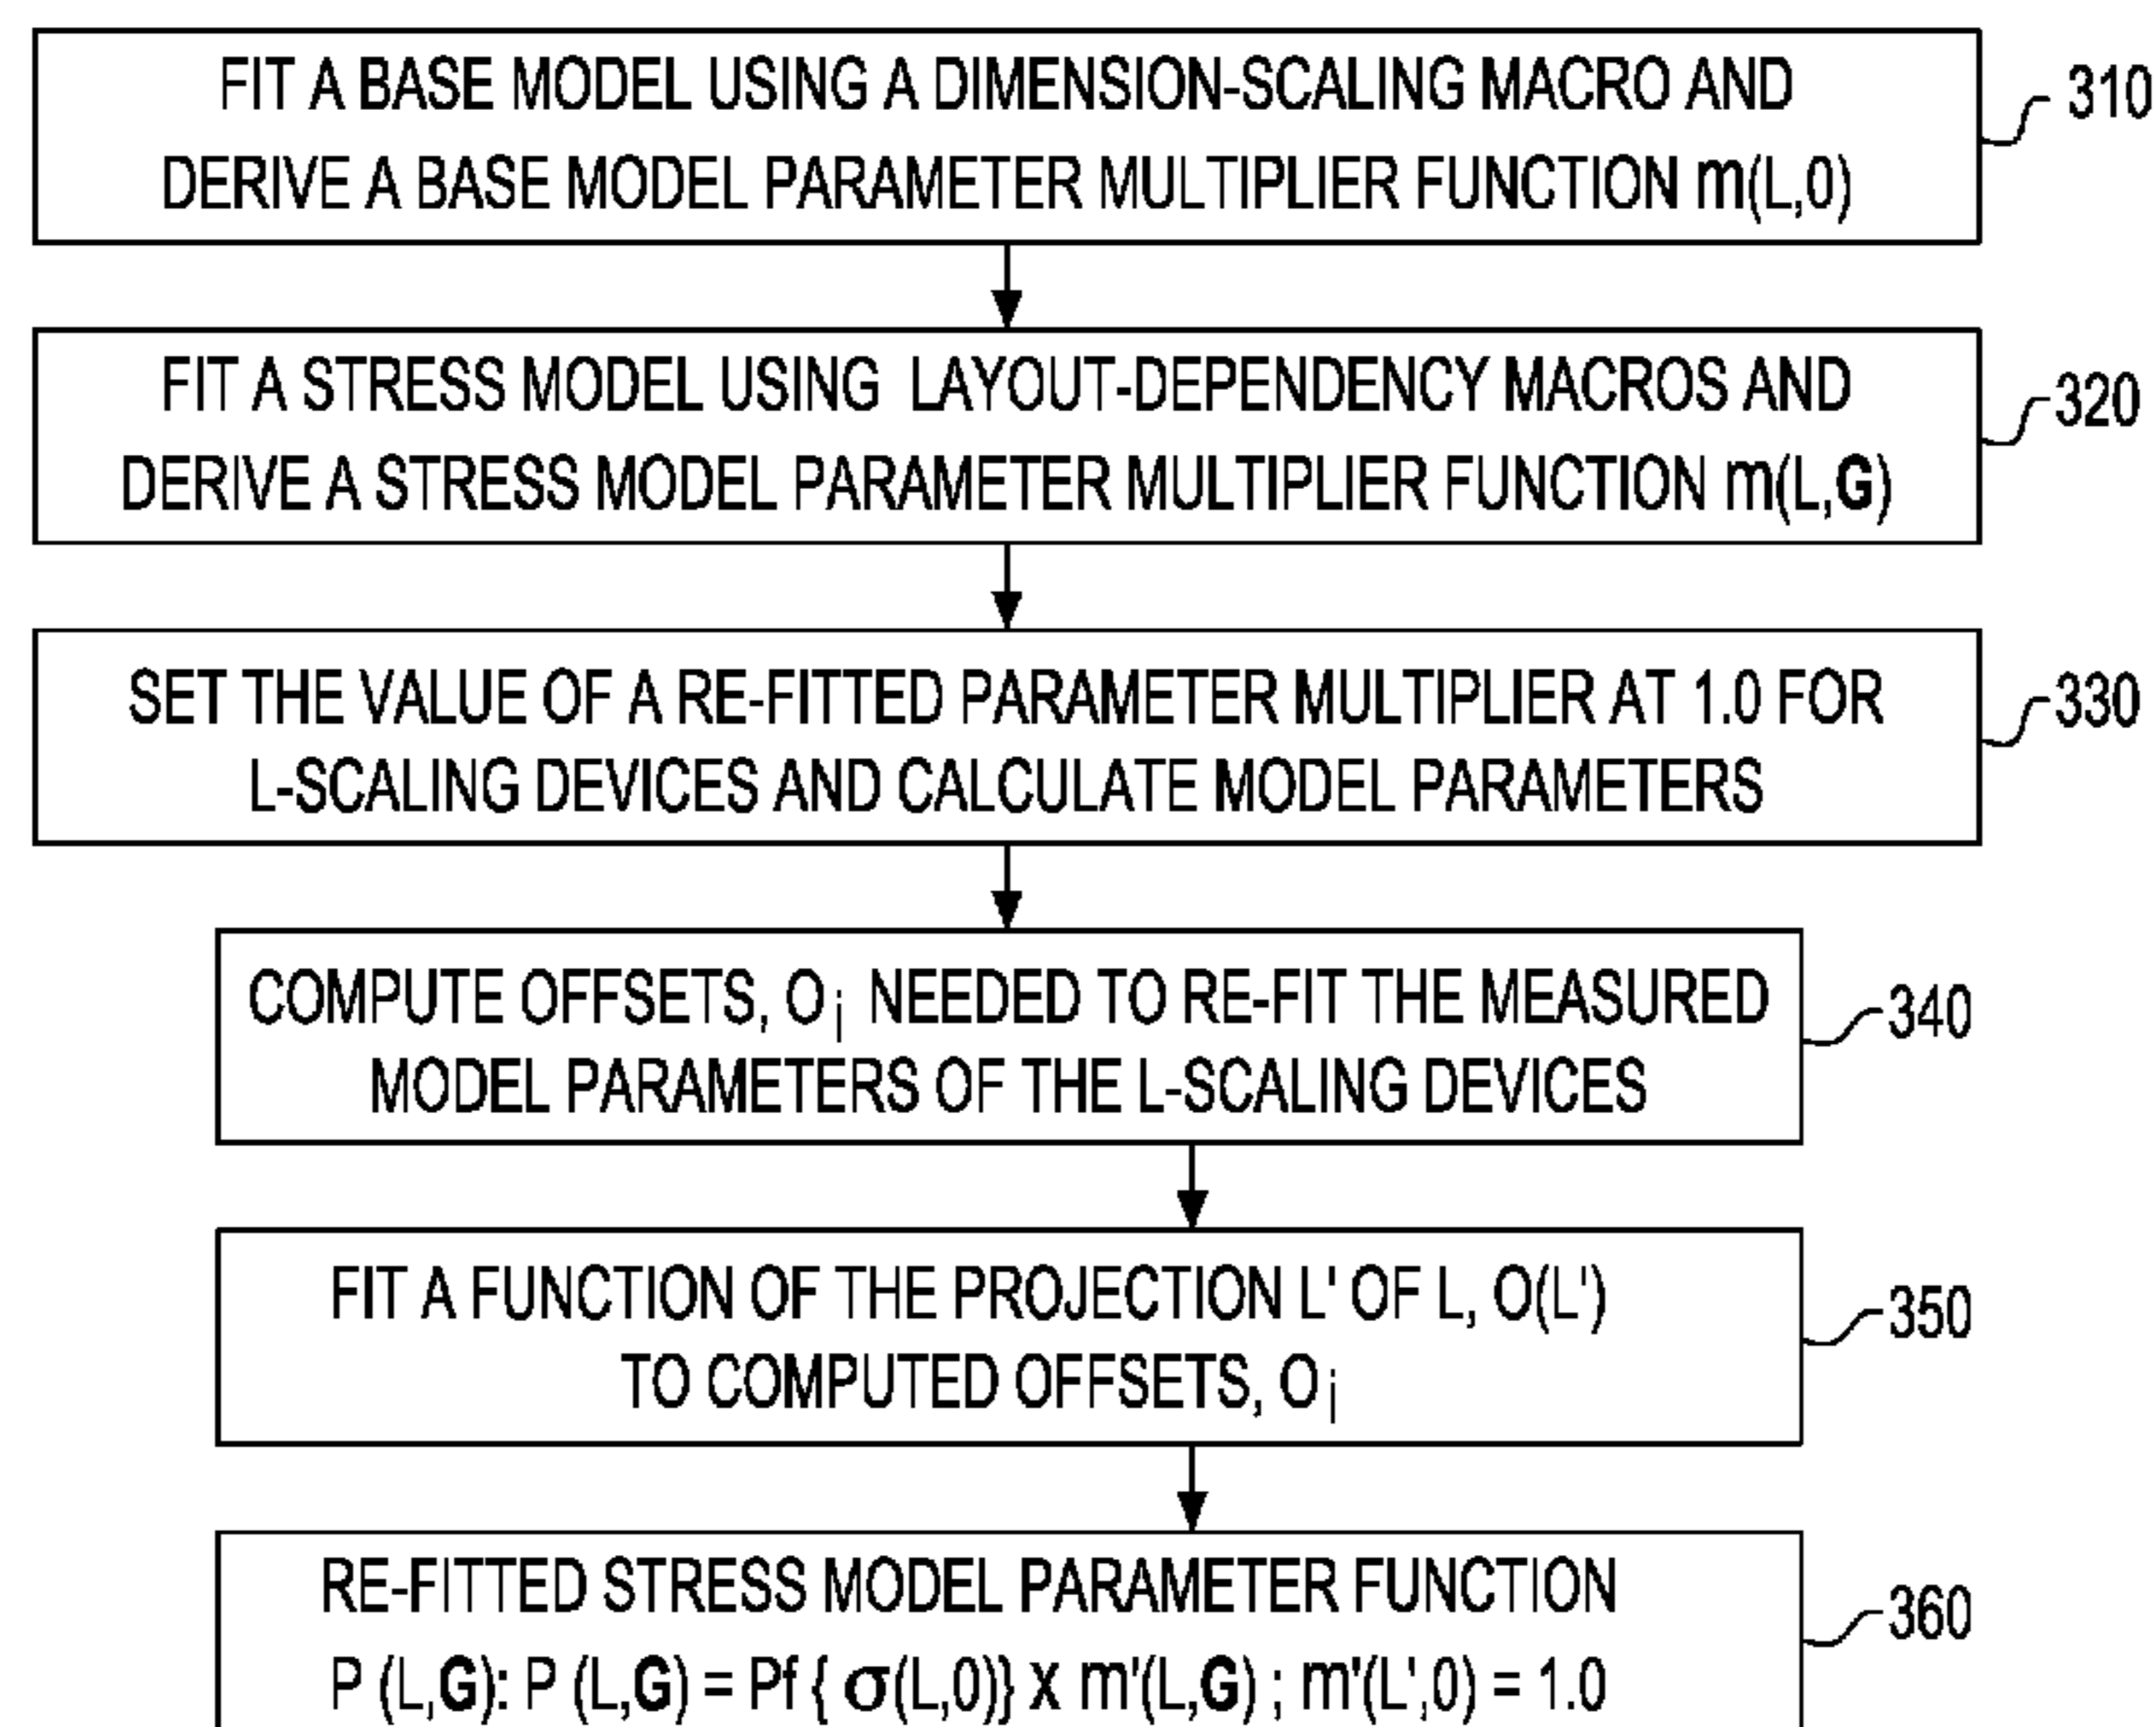 FIT A BASE MODEL USING A DIMENSION-SCALING MACRO AND
DERIVE A BASE MODEL PARAMETER MULTIPLIER FUNCTION m(L,0)
310
FIT A STRESS MODEL USING LAYOUT-DEPENDENCY MACROS AND
DERIVE A STRESS MODEL PARAMETER MULTIPLIER FUNCTION m(L,G)
320
SET THE VALUE OF A RE-FITTED PARAMETER MULTIPLIER AT 1.0 FOR
L-SCALING DEVICES AND CALCULATE MODEL PARAMETERS
330
COMPUTE OFFSETS, O i NEEDED TO RE-FIT THE MEASURED
MODEL PARAMETERS OF THE L-SCALING DEVICES
340
FIT A FUNCTION OF THE PROJECTION L' OF L, O(L')
TO COMPUTED OFFSETS, O i
350
RE-FITTED STRESS MODEL PARAMETER FUNCTION
P (L,G): P (L,G) = Pf { σ(L,0)} x m'(L,G) ; m'(L',0) = 1.0
360